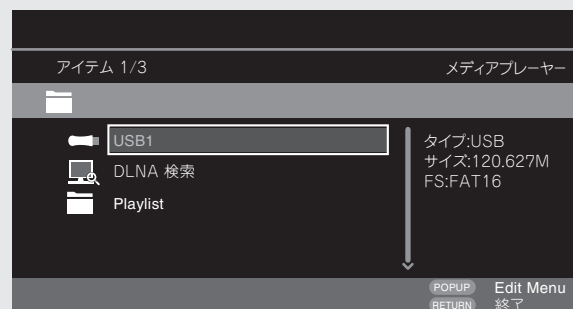 アイテム 1/3
メディアプレーヤー
USB1
DLNA 検索
Playlist
タイプ:USB
サイズ:120.627M
FS:FAT16
POPUP Edit Menu
RETURN 終了